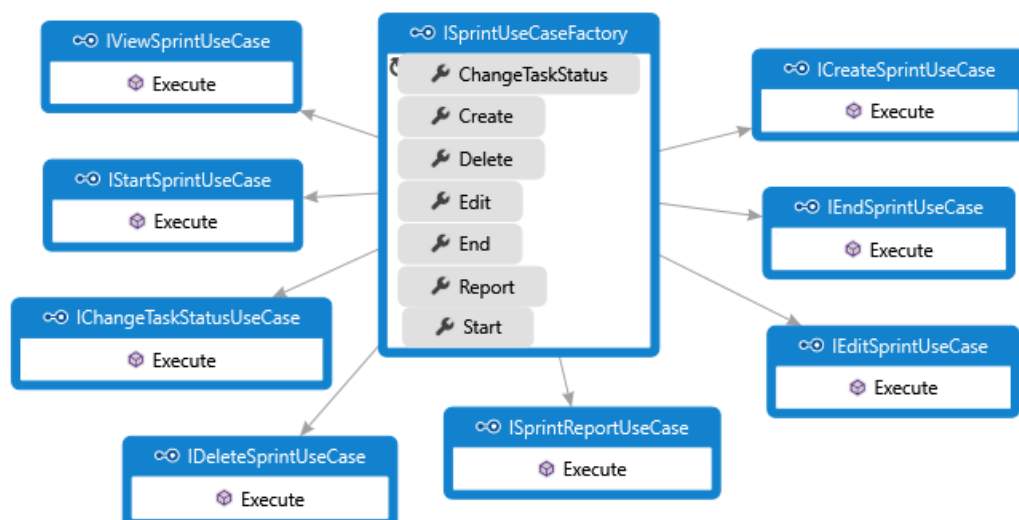 IViewSprintUseCase
Execute
IStartSprintUseCase
Execute
IChangeTaskStatusUseCase
Execute
IDeleteSprintUseCase
Execute
ISprintUseCaseFactory
ChangeTaskStatus
Create
Delete
Edit
End
Report
Start
ISprintReportUseCase
Execute
ICreateSprintUseCase
Execute
IEndSprintUseCase
Execute
IEditSprintUseCase
Execute